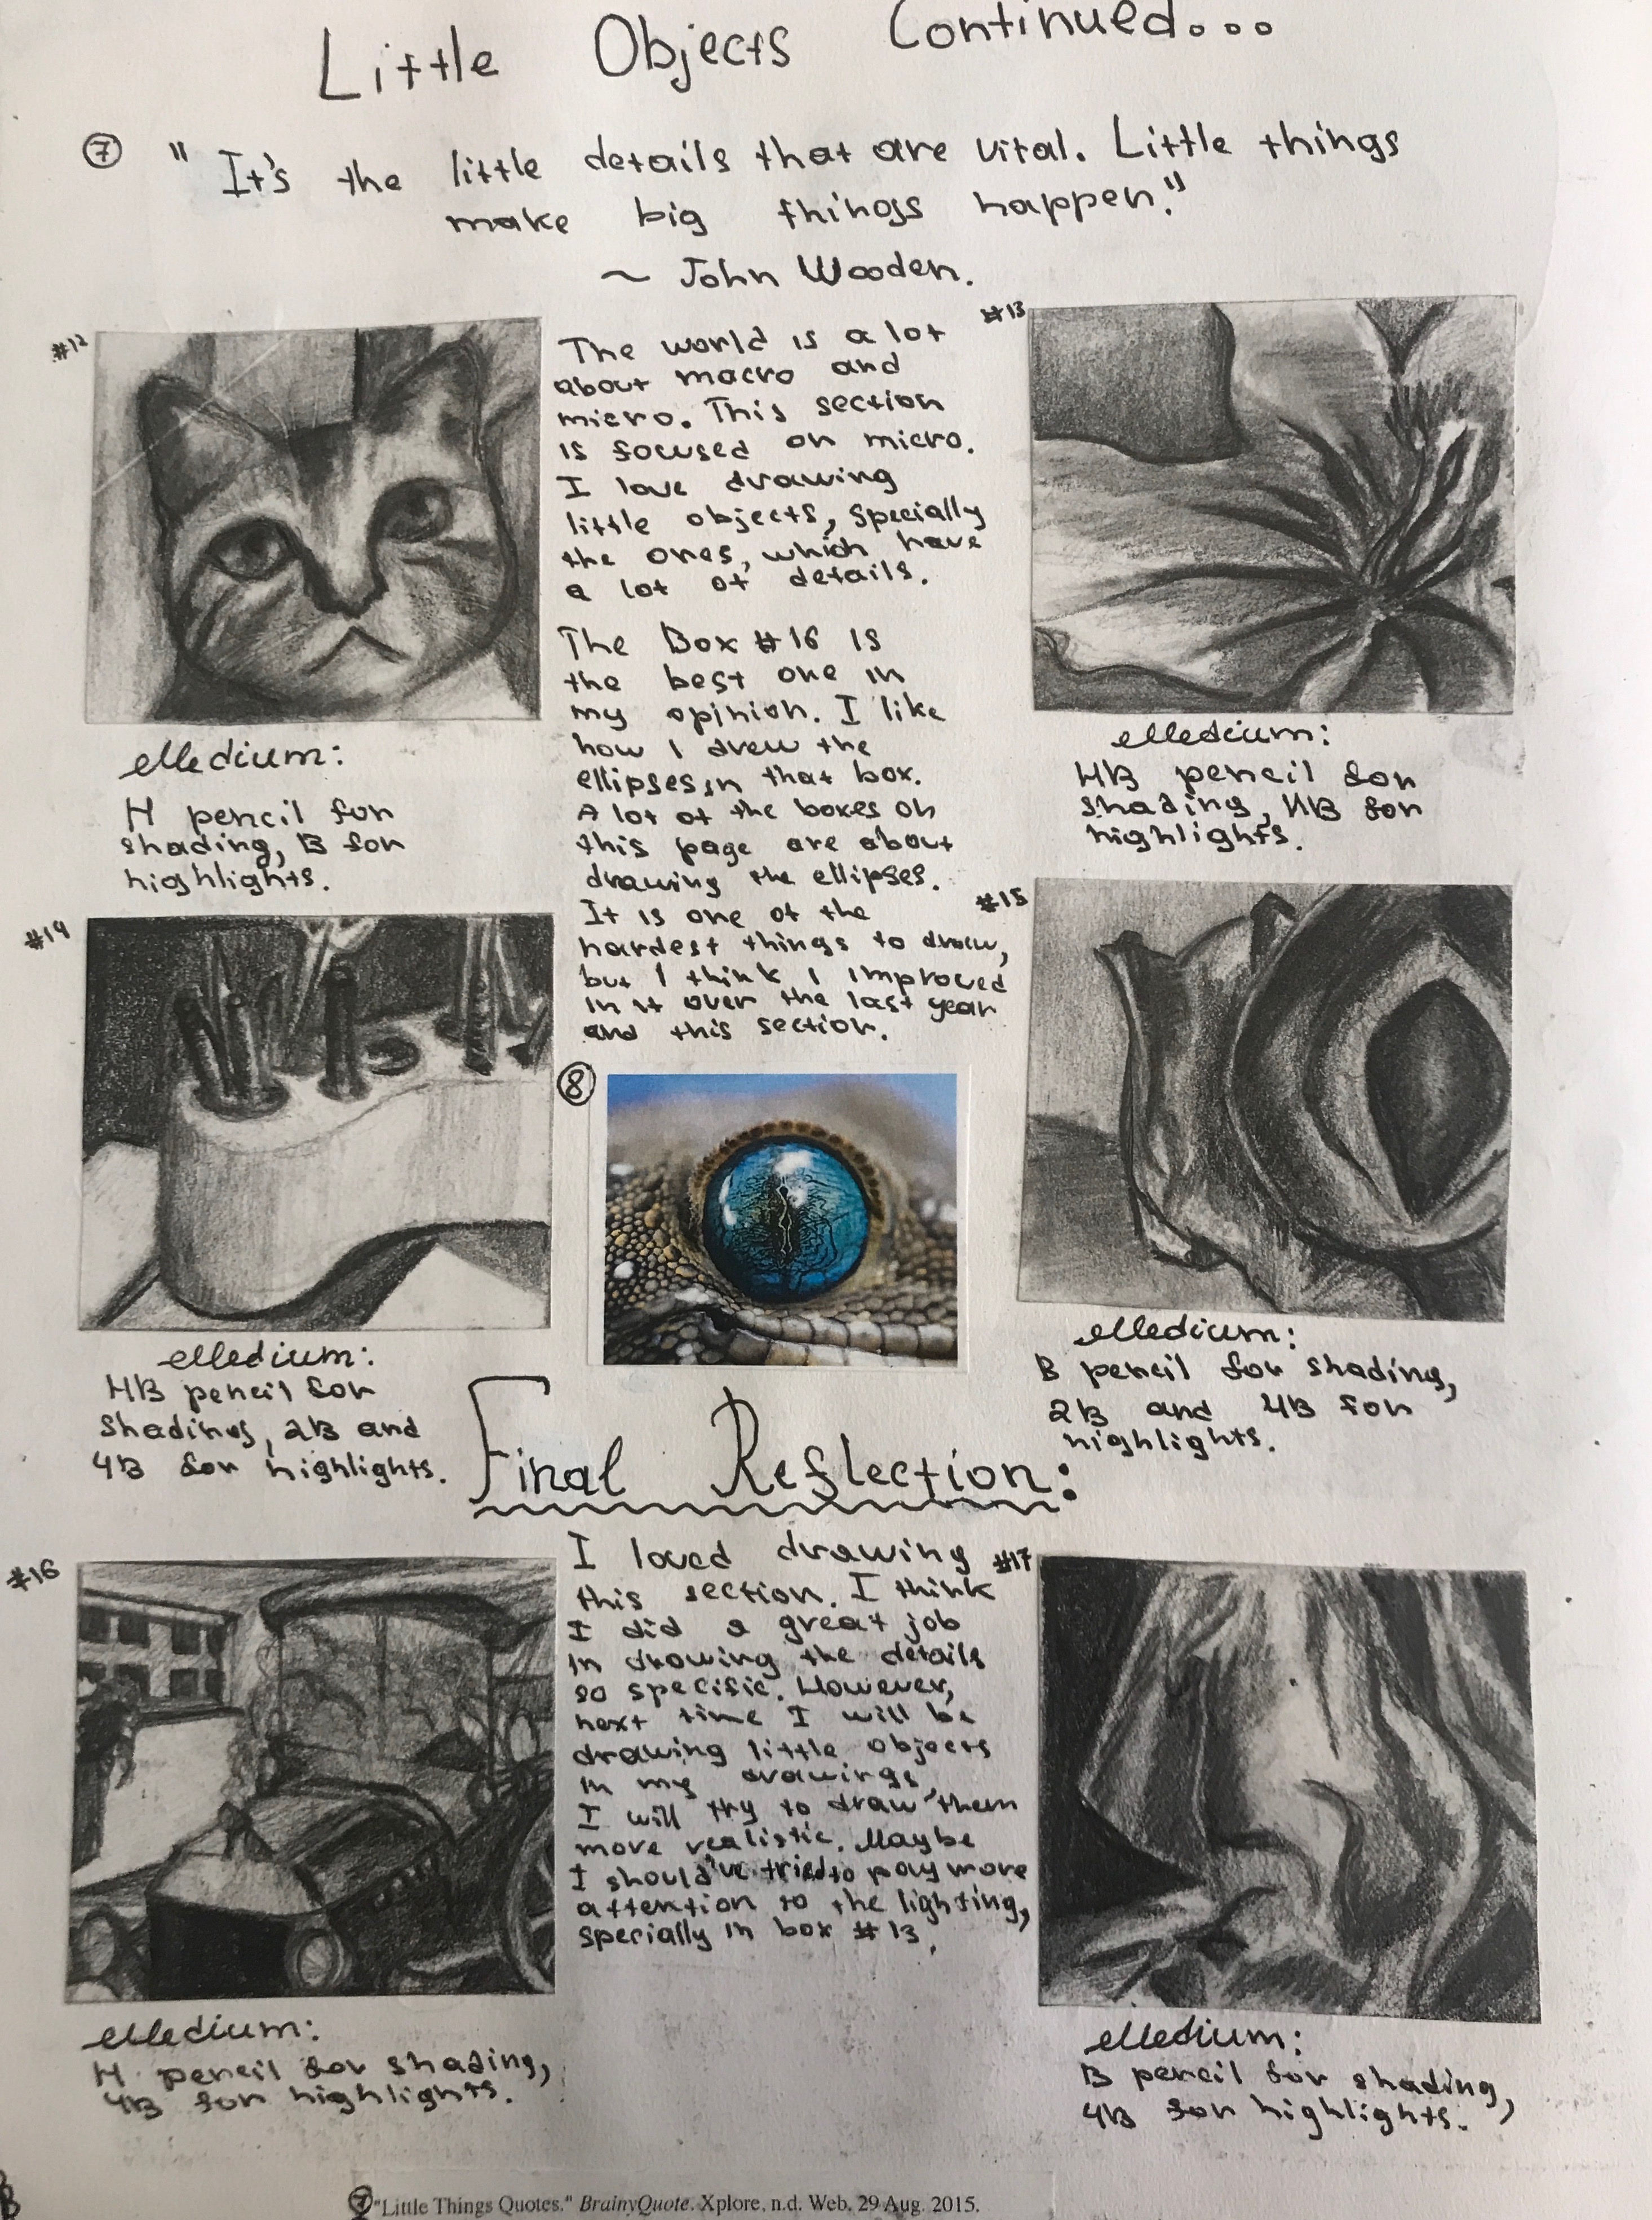 Little Objects Continued...
⑦ "It's the little details that are vital. Little things
make big things happen."
~ John Wooden.
#12
The world is a lot
about macro and
micro. This section
is focused on micro.
I love drawing
little objects, specially
the ones, which have
a lot of details.
The Box #16 is
the best one in
my opinion. I like
how I drew the
ellipses in that box.
A lot of the boxes on
this page are about
drawing the ellipses.
It is one of the
hardest things to draw,
but I think I improved
in it over the last year
and this section.
#13
Medium:
H pencil for
shading, B for
highlights.
Medium:
HB pencil for
shading, HB for
highlights.
#14
#15
⑧
Medium:
HB pencil for
shading, 2B and
4B for highlights.
Medium:
B pencil for shading,
2B and 4B for
highlights.
Final Reflection:
#16
I loved drawing
this section. I think
I did a great job
in drawing the details
so specific. However,
next time I will be
drawing little objects
in my drawings,
I will try to draw them
more realistic. Maybe
I should've tried to pay more
attention to the lighting,
specially in box #13.
#17
Medium:
H pencil for shading,
4B for highlights.
Medium:
B pencil for shading,
4B for highlights.
⑦ "Little Things Quotes." BrainyQuote. Xplore, n.d. Web. 29 Aug. 2015.